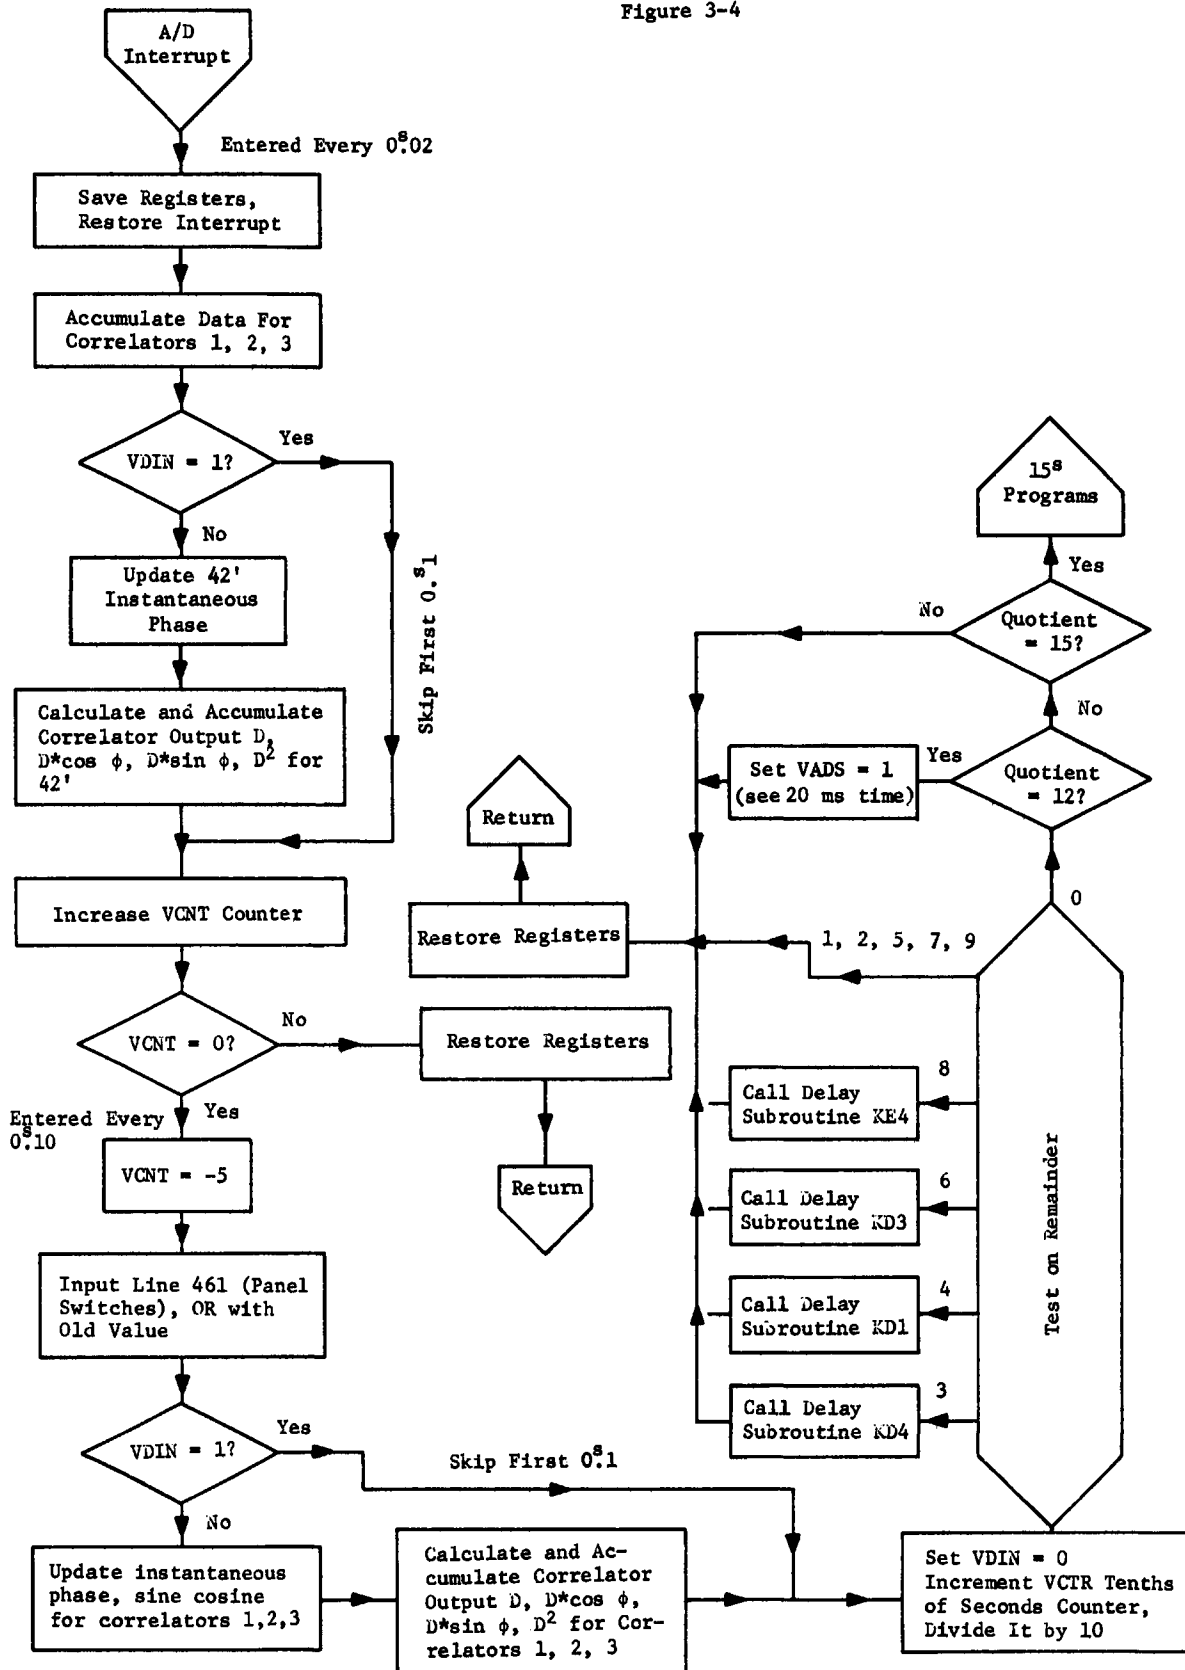 Figure 3-4
A/D
Interrupt
Entered Every 0ˢ.02
Save Registers,
Restore Interrupt
Accumulate Data For
Correlators 1, 2, 3
VDIN = 1?
Yes
No
Skip First 0.ˢ1
Update 42'
Instantaneous
Phase
Calculate and Accumulate
Correlator Output D,
D*cos φ, D*sin φ, D² for
42'
Increase VCNT Counter
VCNT = 0?
No
Restore Registers
Return
Entered Every
0ˢ.10
Yes
VCNT = -5
Input Line 461 (Panel
Switches), OR with
Old Value
VDIN = 1?
Yes
Skip First 0ˢ.1
No
Update instantaneous
phase, sine cosine
for correlators 1,2,3
Calculate and Ac-
cumulate Correlator
Output D, D*cos φ,
D*sin φ, D² for Cor-
relators 1, 2, 3
Set VDIN = 0
Increment VCTR Tenths
of Seconds Counter,
Divide It by 10
Test on Remainder
3
Call Delay
Subroutine KD4
4
Call Delay
Subroutine KD1
6
Call Delay
Subroutine KD3
8
Call Delay
Subroutine KE4
1, 2, 5, 7, 9
Restore Registers
Return
0
Quotient
= 12?
Yes
Set VADS = 1
(see 20 ms time)
No
Quotient
= 15?
No
Yes
15ˢ
Programs